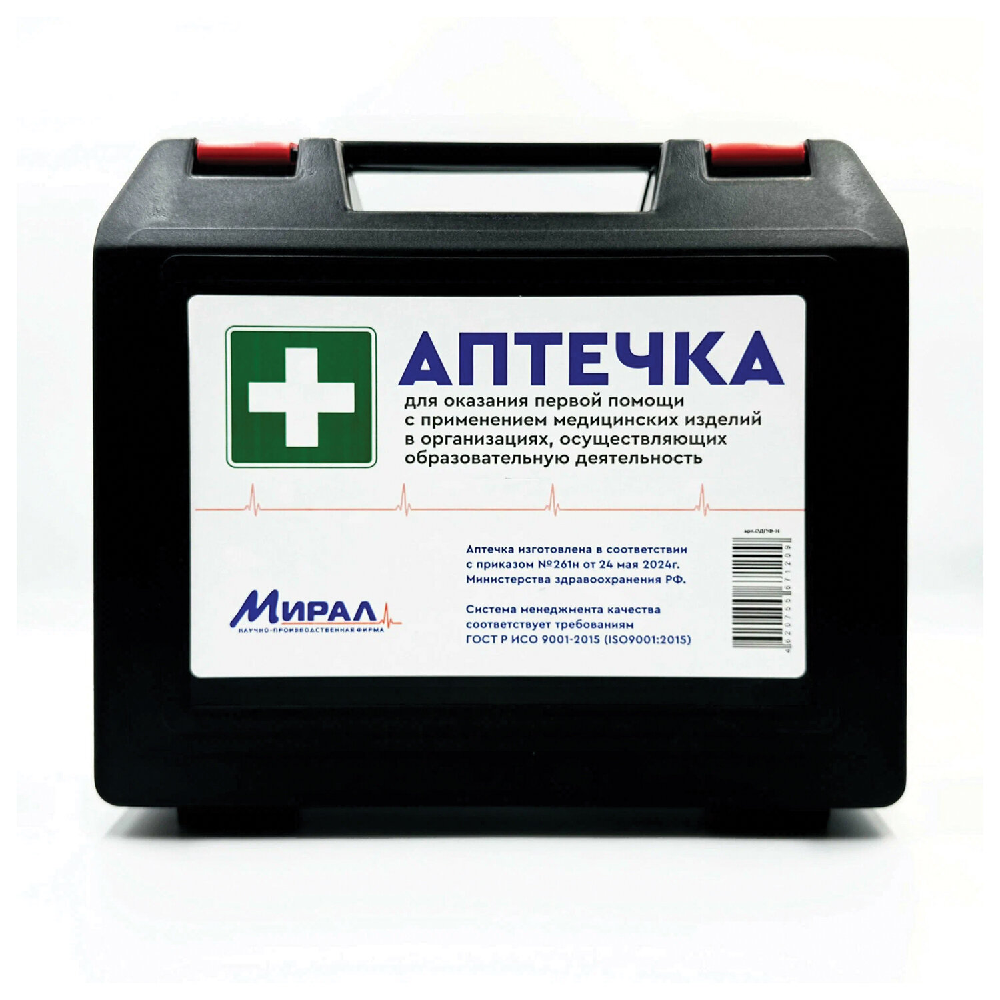 АПТЕЧКА
для оказания первой помощи
с применением медицинских изделий
в организациях, осуществляющих
образовательную деятельность
арт.ОДПФ-Н
Аптечка изготовлена в соответствии
с приказом №261н от 24 мая 2024г.
Министерства здравоохранения РФ.
Система менеджмента качества
соответствует требованиям
ГОСТ Р ИСО 9001-2015 (ISO9001:2015)
МИРАЛ
НАУЧНО-ПРОИЗВОДСТВЕННАЯ ФИРМА